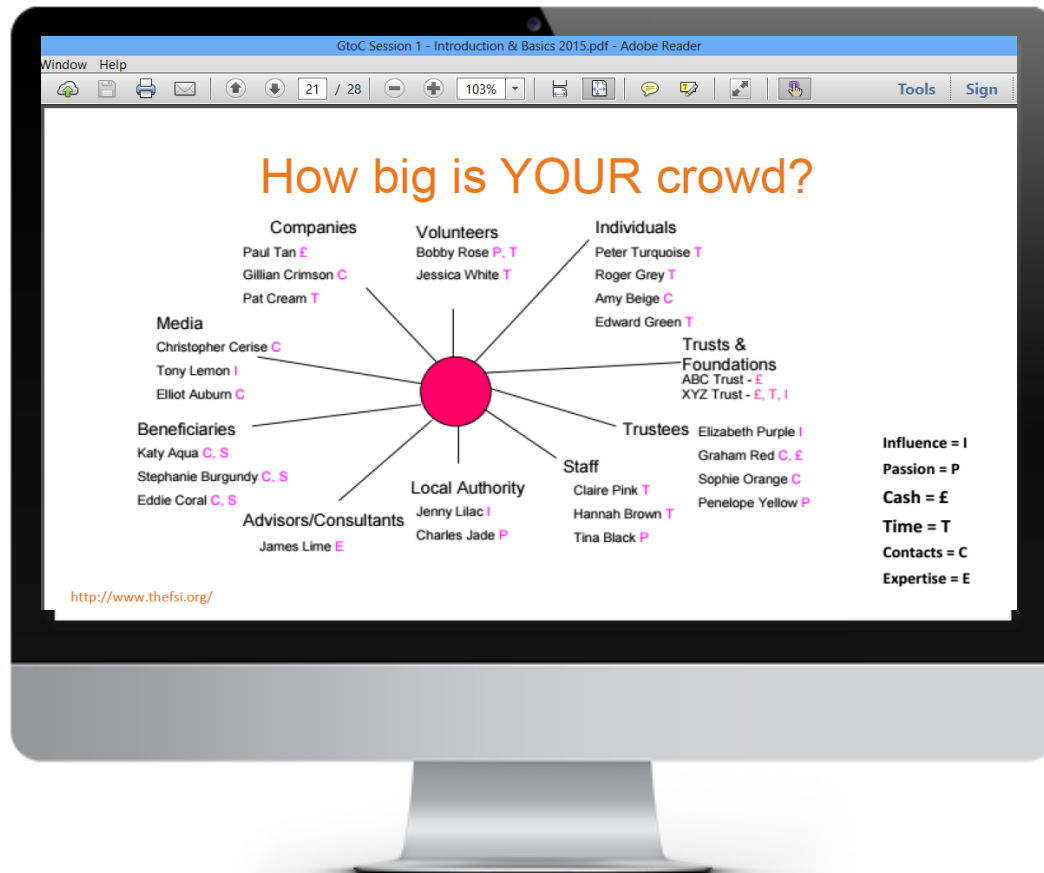 GtoC Session 1 - Introduction & Basics 2015.pdf - Adobe Reader
Window Help
21 / 28 103% Tools Sign
How big is YOUR crowd?
Companies
Paul Tan £
Gillian Crimson C
Pat Cream T
Volunteers
Bobby Rose P, T
Jessica White T
Individuals
Peter Turquoise T
Roger Grey T
Amy Beige C
Edward Green T
Media
Christopher Cerise C
Tony Lemon I
Elliot Auburn C
Trusts &
Foundations
ABC Trust - £
XYZ Trust - £, T, I
Beneficiaries
Katy Aqua C, S
Stephanie Burgundy C, S
Eddie Coral C, S
Trustees Elizabeth Purple I
Graham Red C, £
Sophie Orange C
Penelope Yellow P
Staff
Claire Pink T
Hannah Brown T
Tina Black P
Local Authority
Jenny Lilac I
Charles Jade P
Advisors/Consultants
James Lime E
Influence = I
Passion = P
Cash = £
Time = T
Contacts = C
Expertise = E
http://www.thefsi.org/